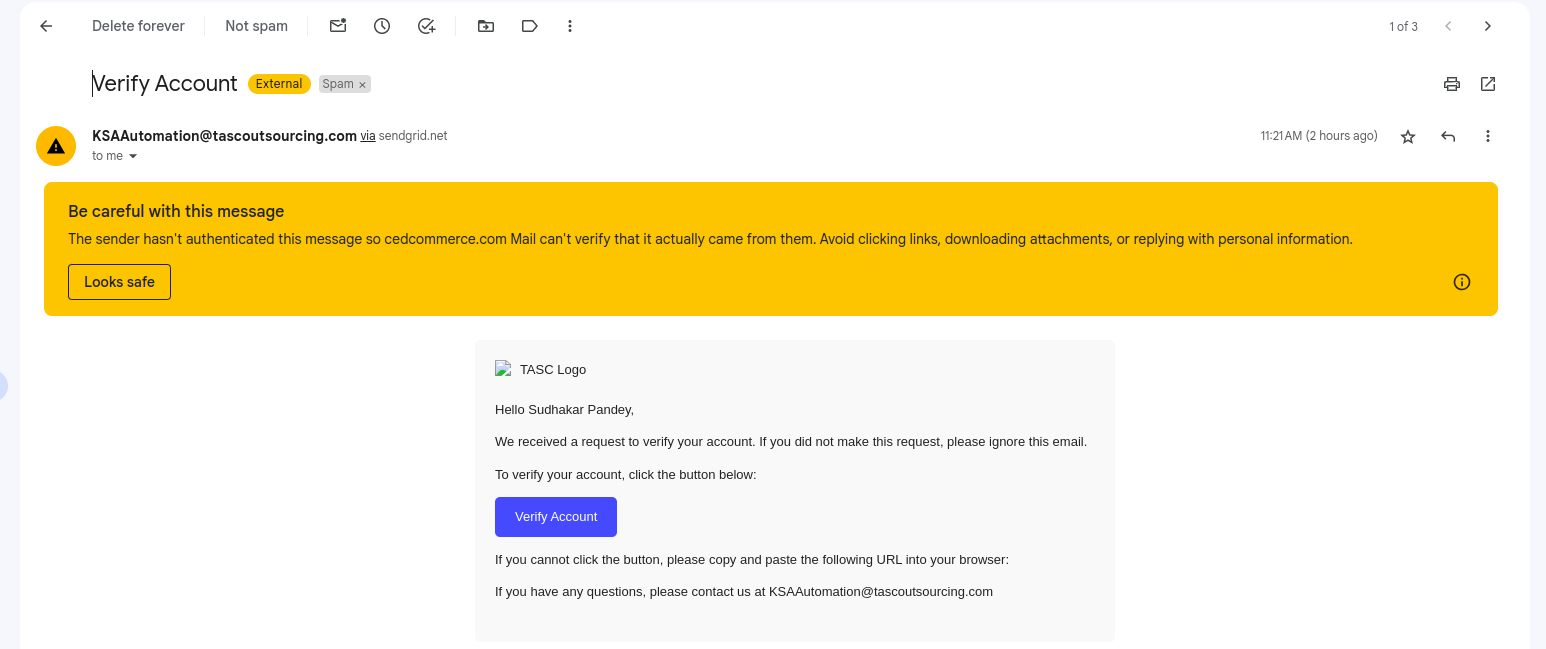 Delete forever Not spam 1 of 3
Verify Account External Spam ×
KSAAutomation@tascoutsourcing.com via sendgrid.net 11:21 AM (2 hours ago)
to me
Be careful with this message
The sender hasn't authenticated this message so cedcommerce.com Mail can't verify that it actually came from them. Avoid clicking links, downloading attachments, or replying with personal information.
Looks safe
TASC Logo
Hello Sudhakar Pandey,
We received a request to verify your account. If you did not make this request, please ignore this email.
To verify your account, click the button below:
Verify Account
If you cannot click the button, please copy and paste the following URL into your browser:
If you have any questions, please contact us at KSAAutomation@tascoutsourcing.com